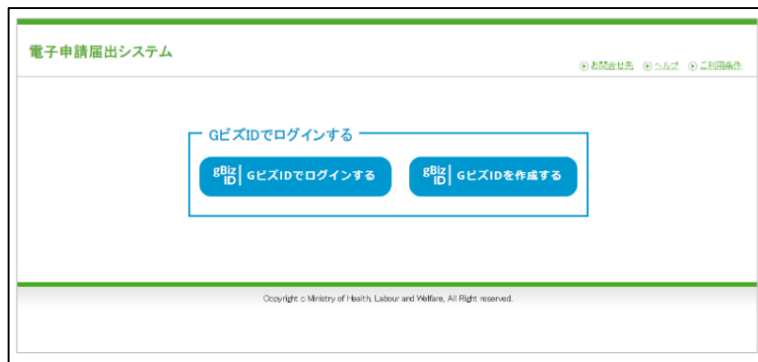 電子申請届出システム
お問合せ先 ヘルプ ご利用条件
GビズIDでログインする
gBiz ID GビズIDでログインする gBiz ID GビズIDを作成する
Copyright c Ministry of Health, Labour and Welfare, All Right reserved.